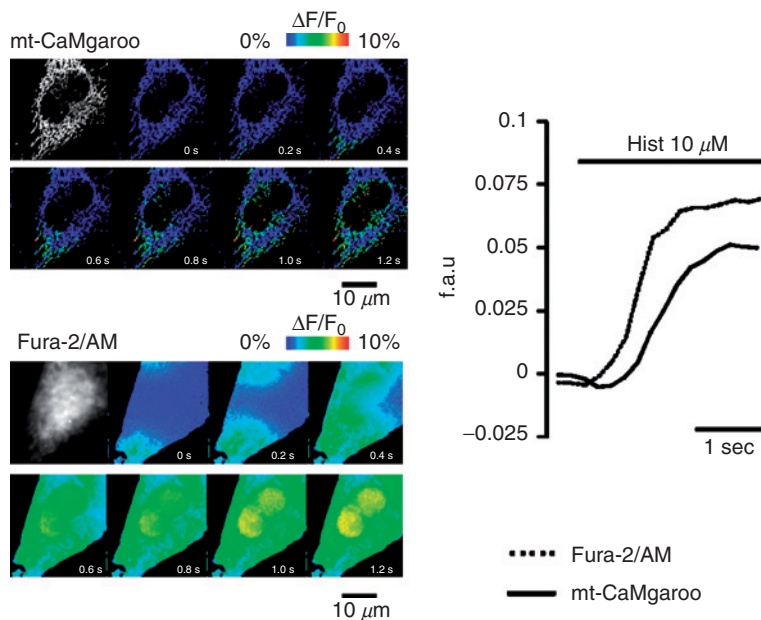 mt-CaMgaroo
ΔF/F₀
0% 10%
0 s 0.2 s 0.4 s
0.6 s 0.8 s 1.0 s 1.2 s
10 μm
Fura-2/AM
ΔF/F₀
0% 10%
0 s 0.2 s 0.4 s
0.6 s 0.8 s 1.0 s 1.2 s
10 μm
0.1
Hist 10 μM
0.075
0.05
f.a.u
0.025
0
−0.025
1 sec
Fura-2/AM
mt-CaMgaroo